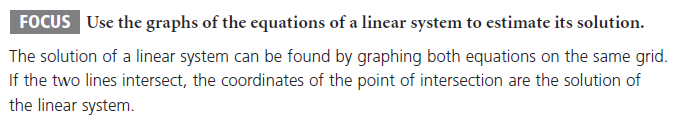 FOCUS Use the graphs of the equations of a linear system to estimate its solution.
The solution of a linear system can be found by graphing both equations on the same grid.
If the two lines intersect, the coordinates of the point of intersection are the solution of
the linear system.